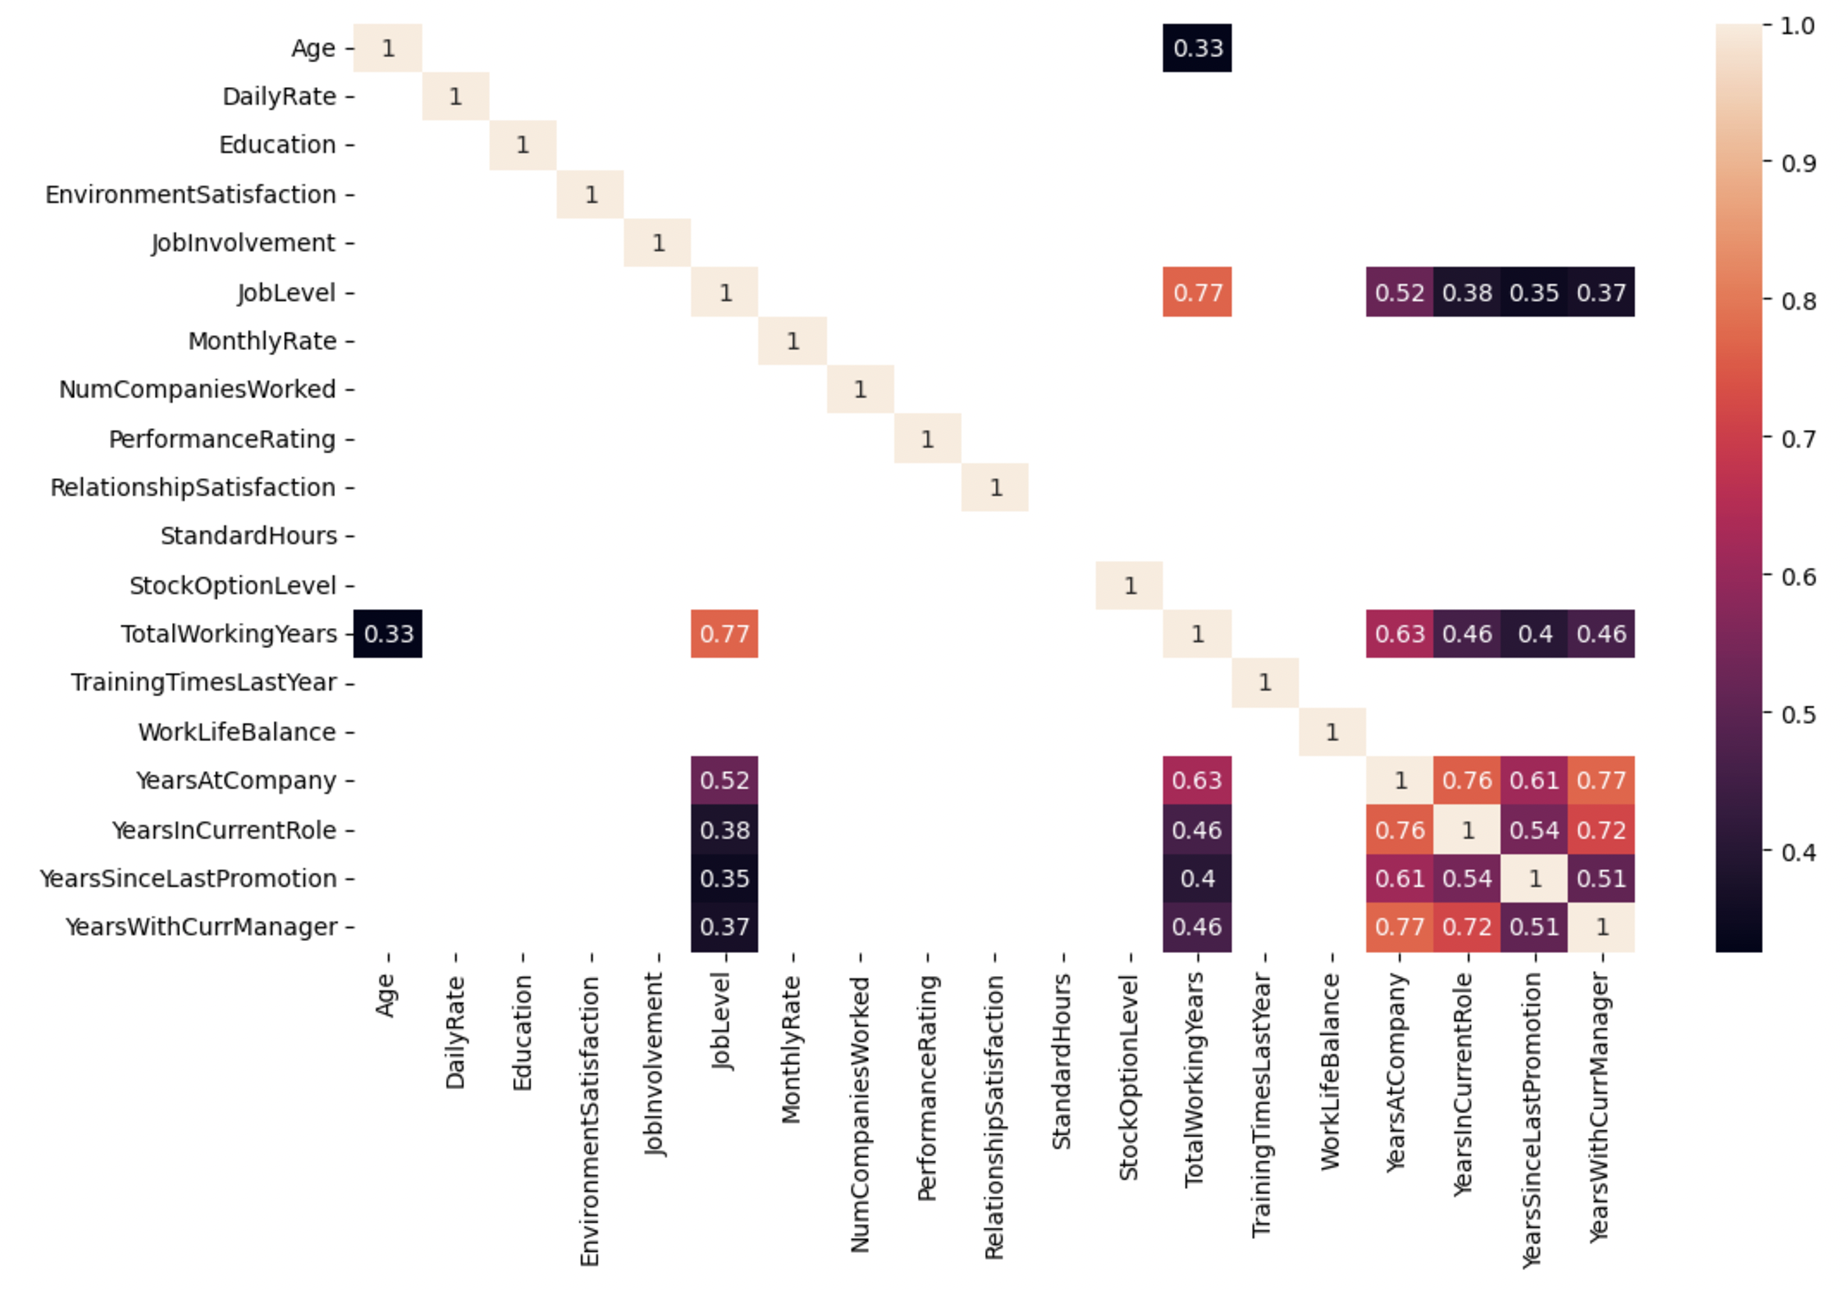 Age 1 0.33
DailyRate 1
Education 1
EnvironmentSatisfaction 1
JobInvolvement 1
JobLevel 1 0.77 0.52 0.38 0.35 0.37
MonthlyRate 1
NumCompaniesWorked 1
PerformanceRating 1
RelationshipSatisfaction 1
StandardHours
StockOptionLevel 1
TotalWorkingYears 0.33 0.77 1 0.63 0.46 0.4 0.46
TrainingTimesLastYear 1
WorkLifeBalance 1
YearsAtCompany 0.52 0.63 1 0.76 0.61 0.77
YearsInCurrentRole 0.38 0.46 0.76 1 0.54 0.72
YearsSinceLastPromotion 0.35 0.4 0.61 0.54 1 0.51
YearsWithCurrManager 0.37 0.46 0.77 0.72 0.51 1
Age
DailyRate
Education
EnvironmentSatisfaction
JobInvolvement
JobLevel
MonthlyRate
NumCompaniesWorked
PerformanceRating
RelationshipSatisfaction
StandardHours
StockOptionLevel
TotalWorkingYears
TrainingTimesLastYear
WorkLifeBalance
YearsAtCompany
YearsInCurrentRole
YearsSinceLastPromotion
YearsWithCurrManager
1.0
0.9
0.8
0.7
0.6
0.5
0.4